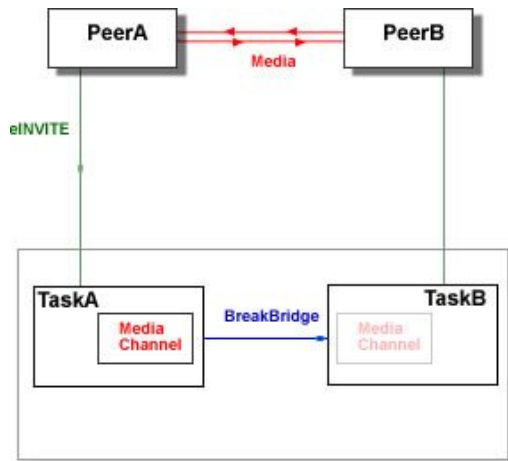 PeerA
PeerB
Media
eINVITE
TaskA
TaskB
BreakBridge
Media
Channel
Media
Channel